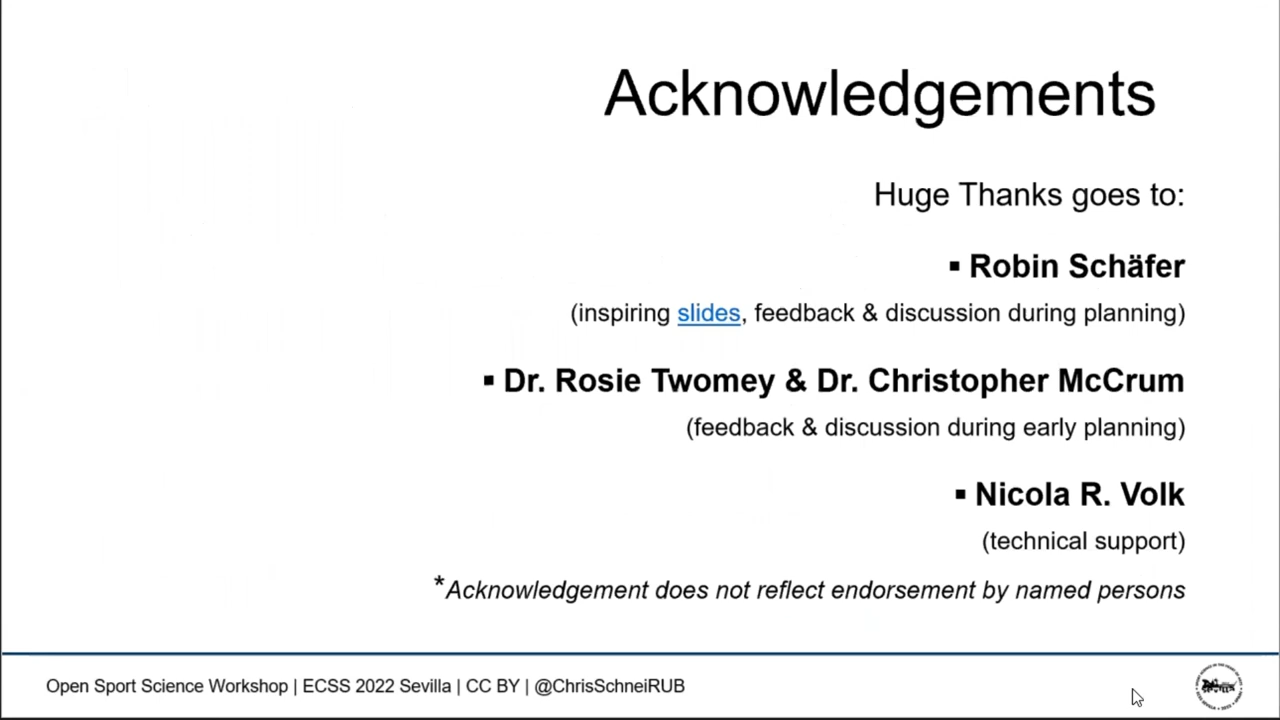 Acknowledgements
Huge Thanks goes to:
▪ Robin Schäfer
(inspiring slides, feedback & discussion during planning)
▪ Dr. Rosie Twomey & Dr. Christopher McCrum
(feedback & discussion during early planning)
▪ Nicola R. Volk
(technical support)
*Acknowledgement does not reflect endorsement by named persons
Open Sport Science Workshop | ECSS 2022 Sevilla | CC BY | @ChrisSchneiRUB